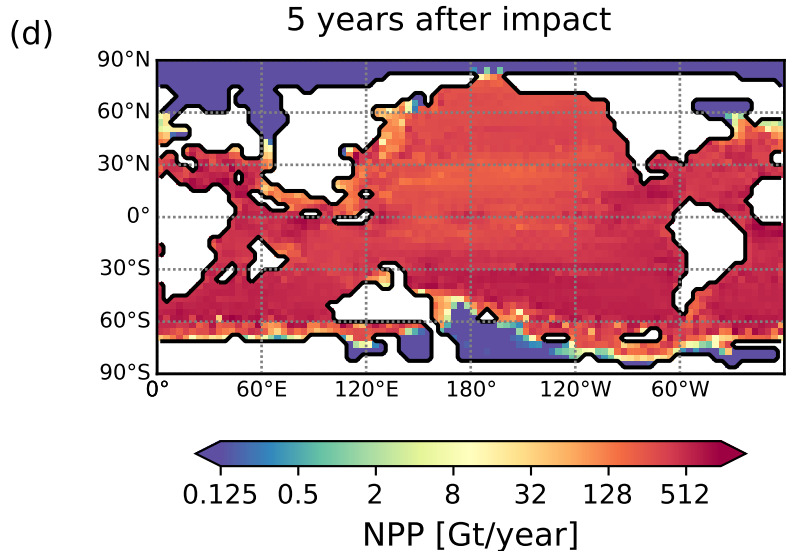 (d)
5 years after impact
90°N
60°N
30°N
0°
30°S
60°S
90°S
0° 60°E 120°E 180° 120°W 60°W
0.125 0.5 2 8 32 128 512
NPP [Gt/year]